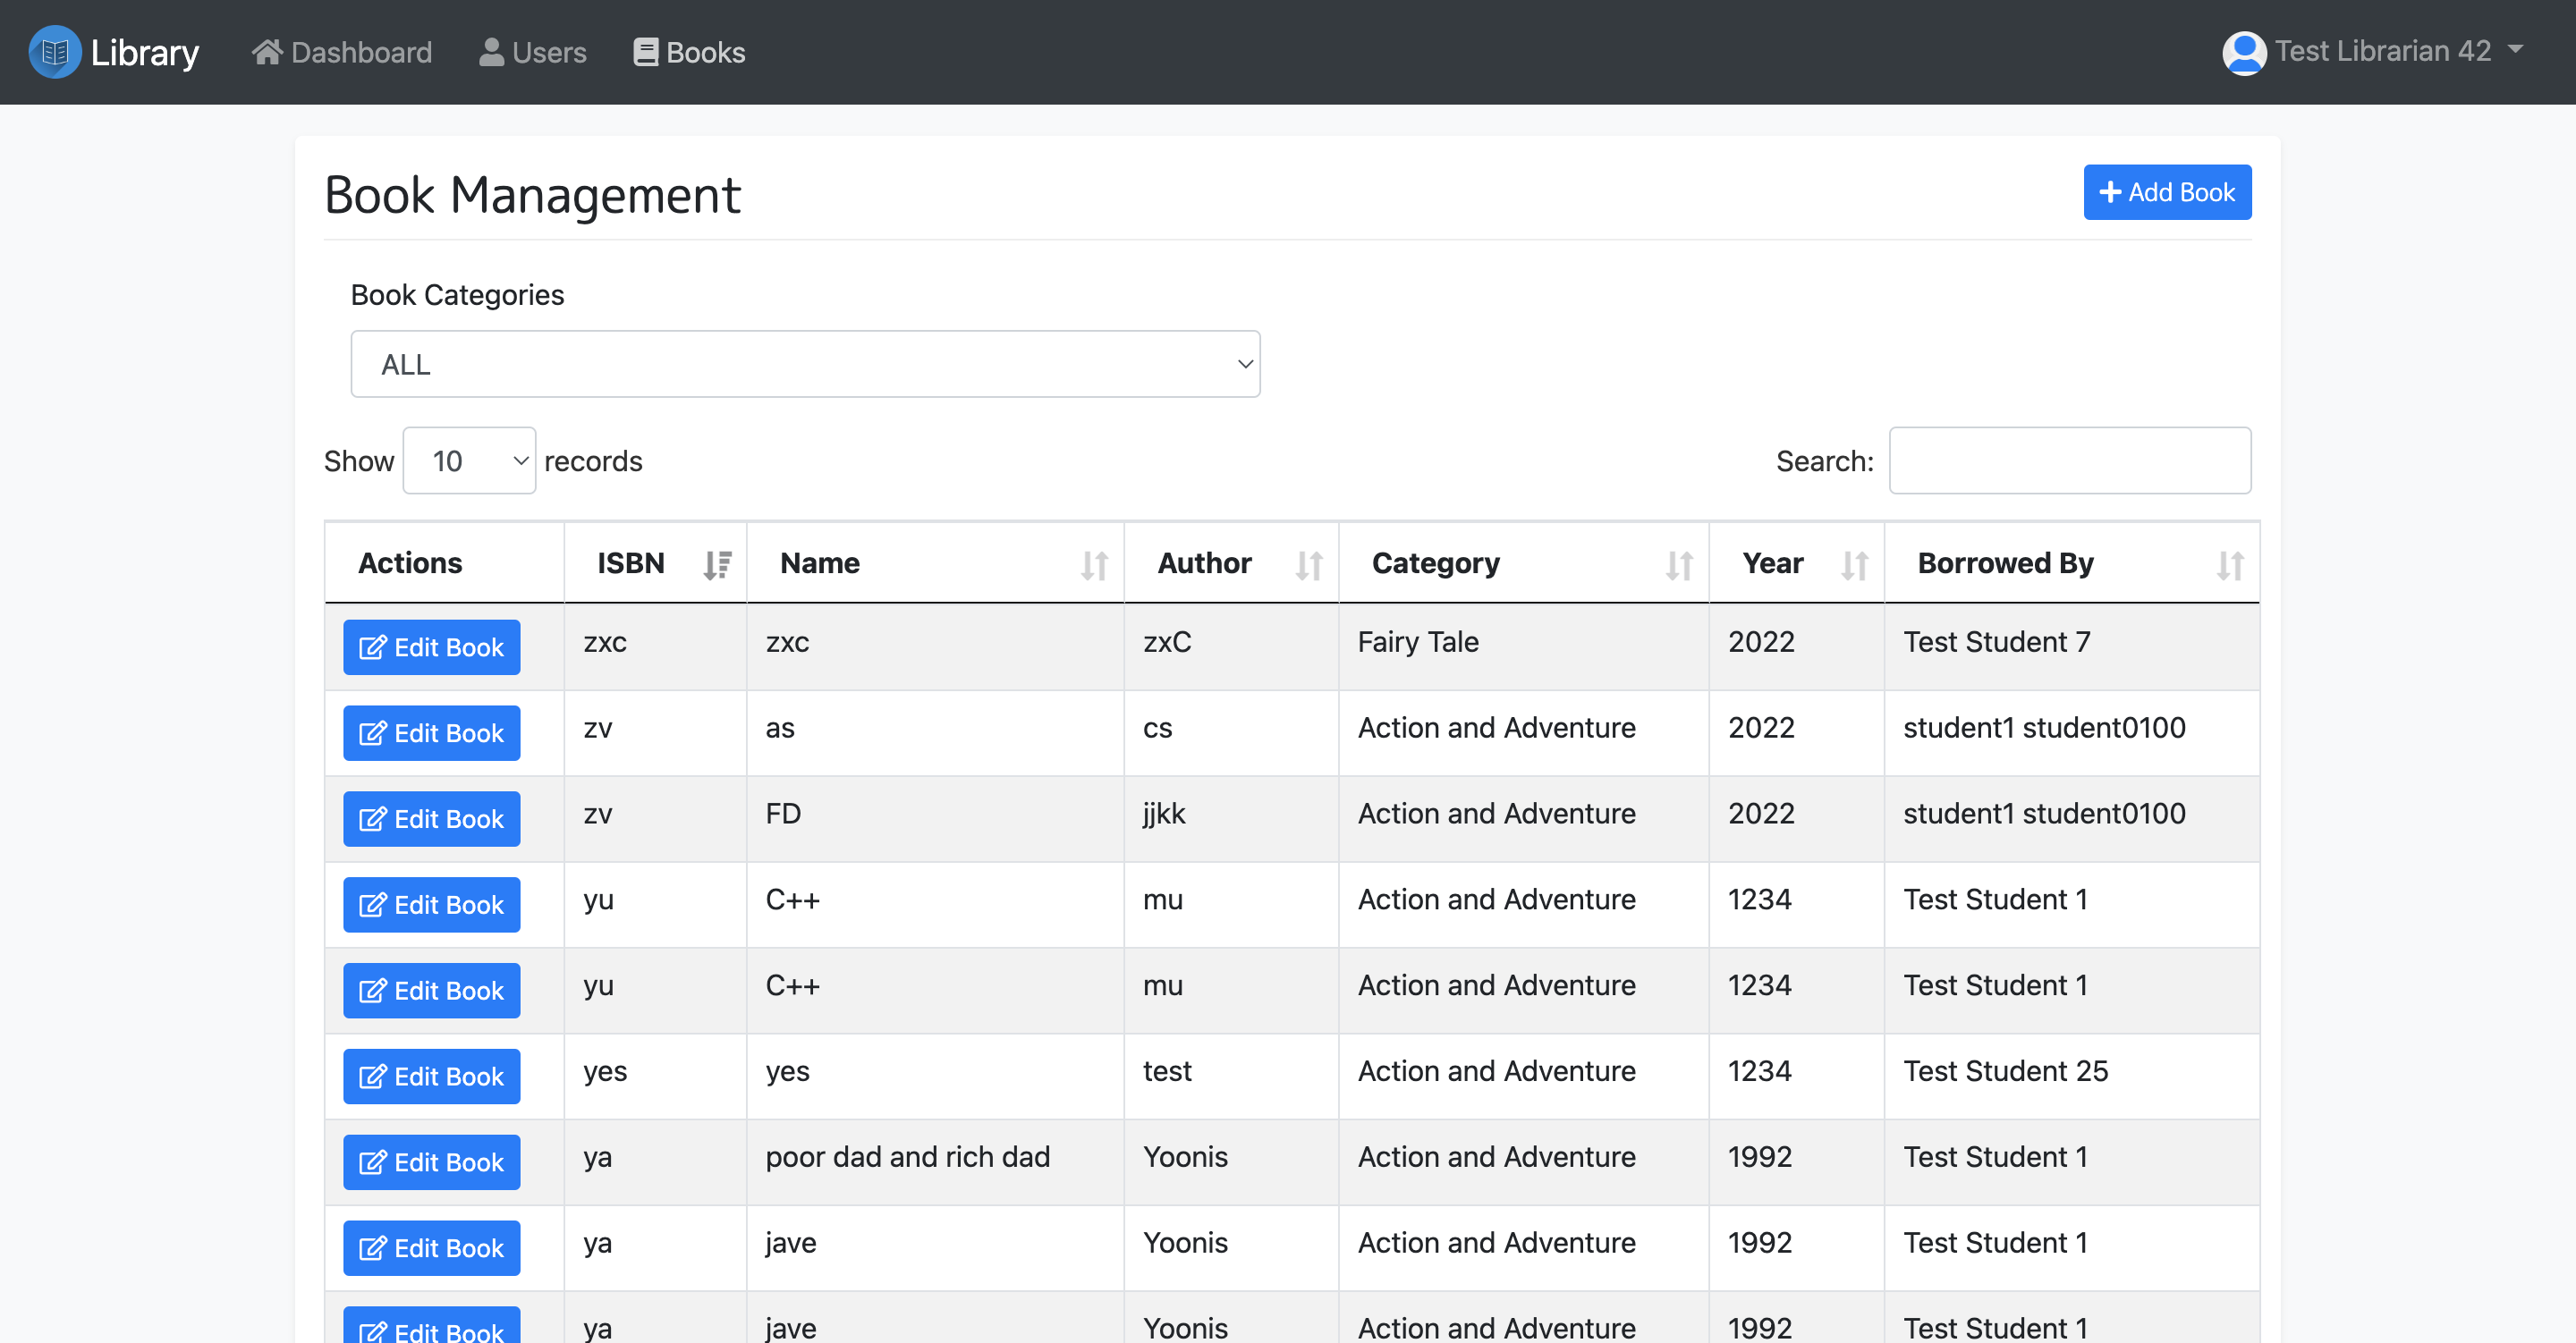 Library Dashboard Users Books Test Librarian 42
Book Management + Add Book
Book Categories
ALL
Show 10 records Search:
Actions ISBN Name Author Category Year Borrowed By
Edit Book zxc zxc zxC Fairy Tale 2022 Test Student 7
Edit Book zv as cs Action and Adventure 2022 student1 student0100
Edit Book zv FD jjkk Action and Adventure 2022 student1 student0100
Edit Book yu C++ mu Action and Adventure 1234 Test Student 1
Edit Book yu C++ mu Action and Adventure 1234 Test Student 1
Edit Book yes yes test Action and Adventure 1234 Test Student 25
Edit Book ya poor dad and rich dad Yoonis Action and Adventure 1992 Test Student 1
Edit Book ya jave Yoonis Action and Adventure 1992 Test Student 1
Edit Book ya jave Yoonis Action and Adventure 1992 Test Student 1